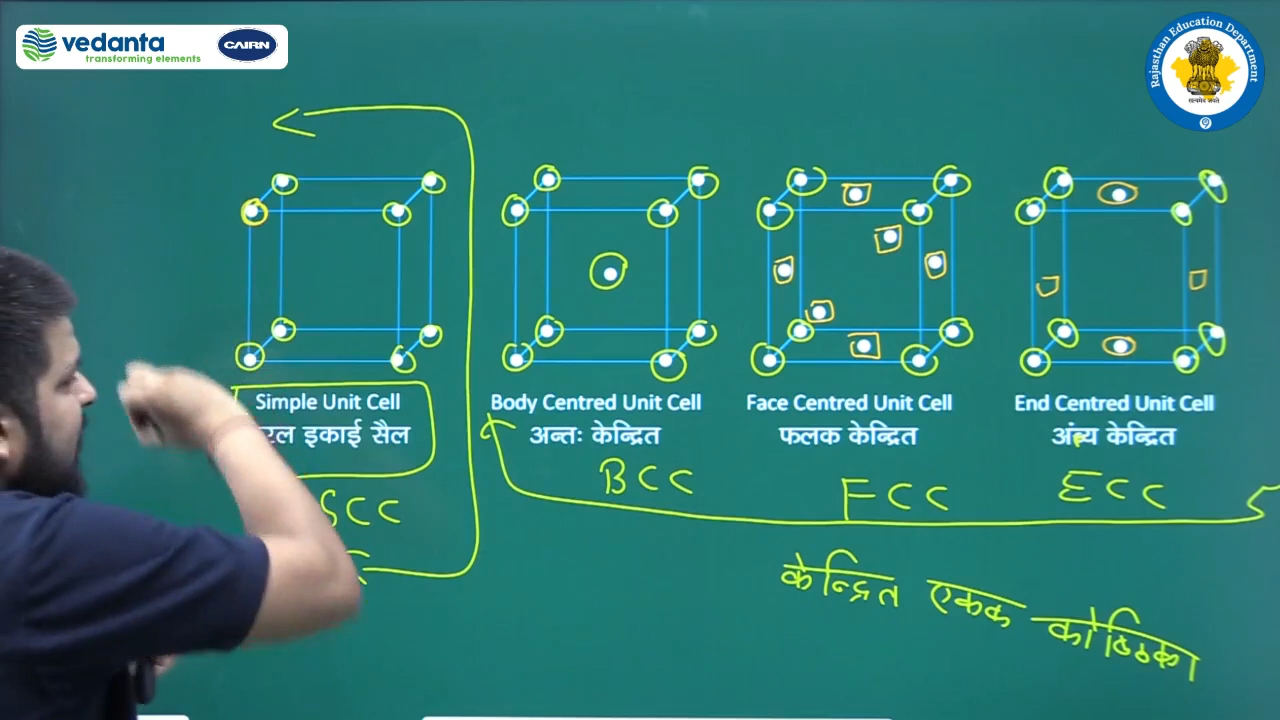 vedanta
transforming elements
CAIRN
Rajasthan Education Department
सत्यमेव जयते
Simple Unit Cell
Body Centred Unit Cell
Face Centred Unit Cell
End Centred Unit Cell
इकाई सैल
अन्तः केन्द्रित
फलक केन्द्रित
अंत्य केन्द्रित
SCC
BCC
FCC
ECC
केन्द्रित एकक कोष्ठिका